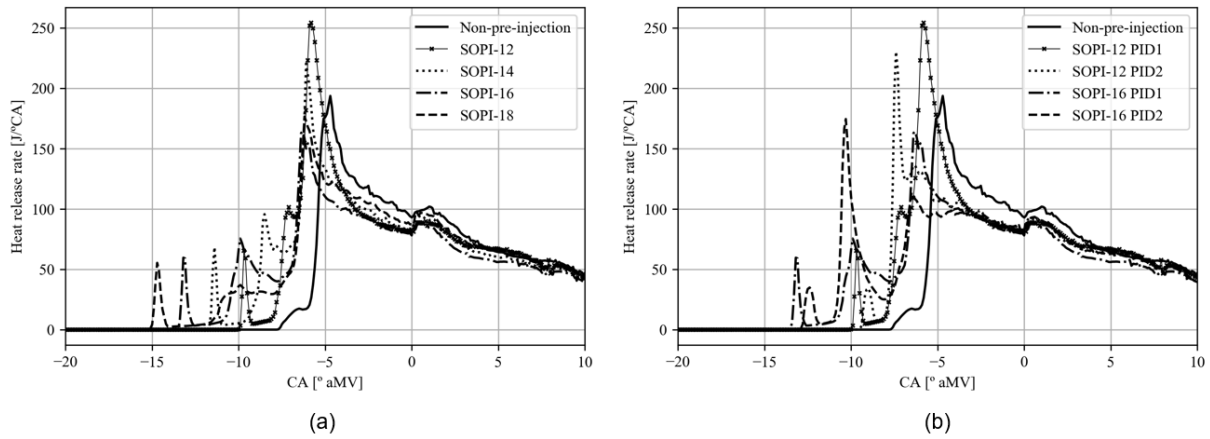 Heat release rate [J/ºCA]
250
200
150
100
50
0
Non-pre-injection
SOPI-12
SOPI-14
SOPI-16
SOPI-18
−20
−15
−10
−5
0
5
10
CA [º aMV]
(a)
Heat release rate [J/ºCA]
250
200
150
100
50
0
Non-pre-injection
SOPI-12 PID1
SOPI-12 PID2
SOPI-16 PID1
SOPI-16 PID2
−20
−15
−10
−5
0
5
10
CA [º aMV]
(b)